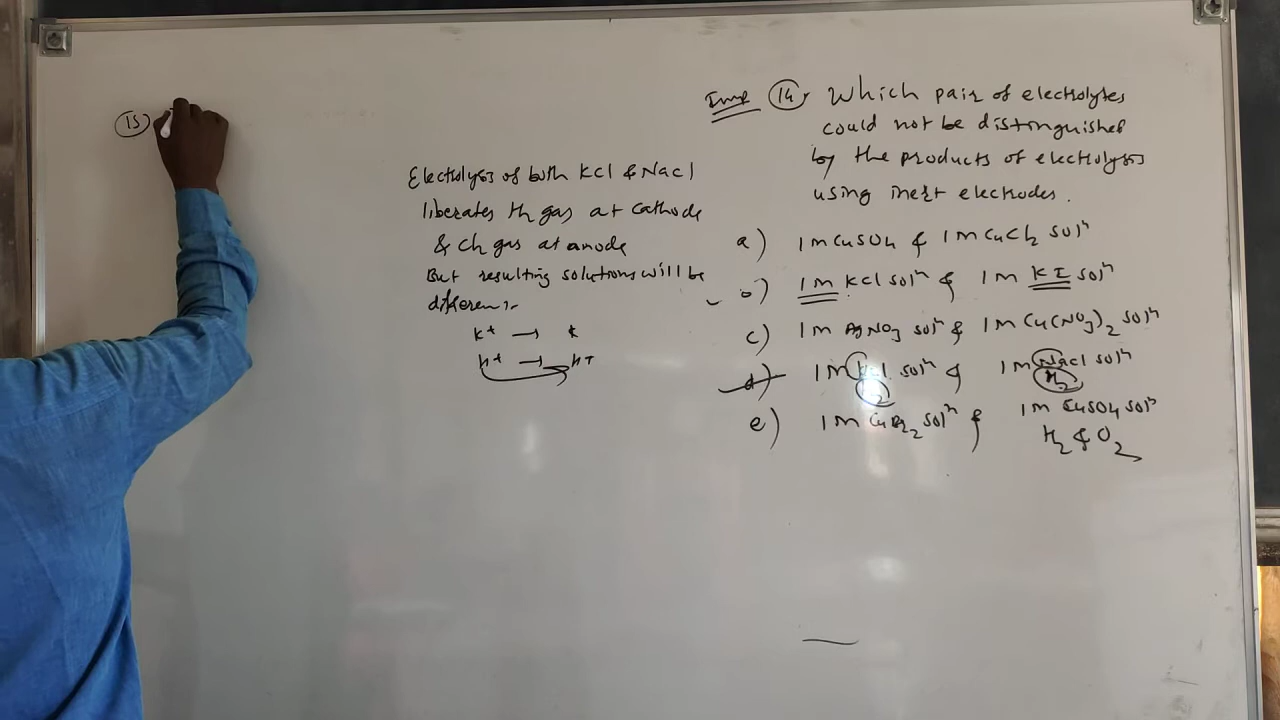 Imp (14), Which pair of electrolytes
could not be distinguished
by the products of electrolysis
using inert electrodes.
a) 1M CuSO4 & 1M CuCl2 solⁿ
b) 1M KCl solⁿ & 1M KI solⁿ
c) 1M AgNO3 solⁿ & 1M Cu(NO3)2 solⁿ
d) 1M KCl solⁿ & 1M NaCl solⁿ
H2
e) 1M CuBr2 solⁿ & 1M CuSO4 solⁿ
H2 & O2
(15)
Electrolysis of both KCl & NaCl
liberates H2 gas at cathode
& Cl2 gas at anode
But resulting solutions will be
different.
K+ → K
H+ → H+